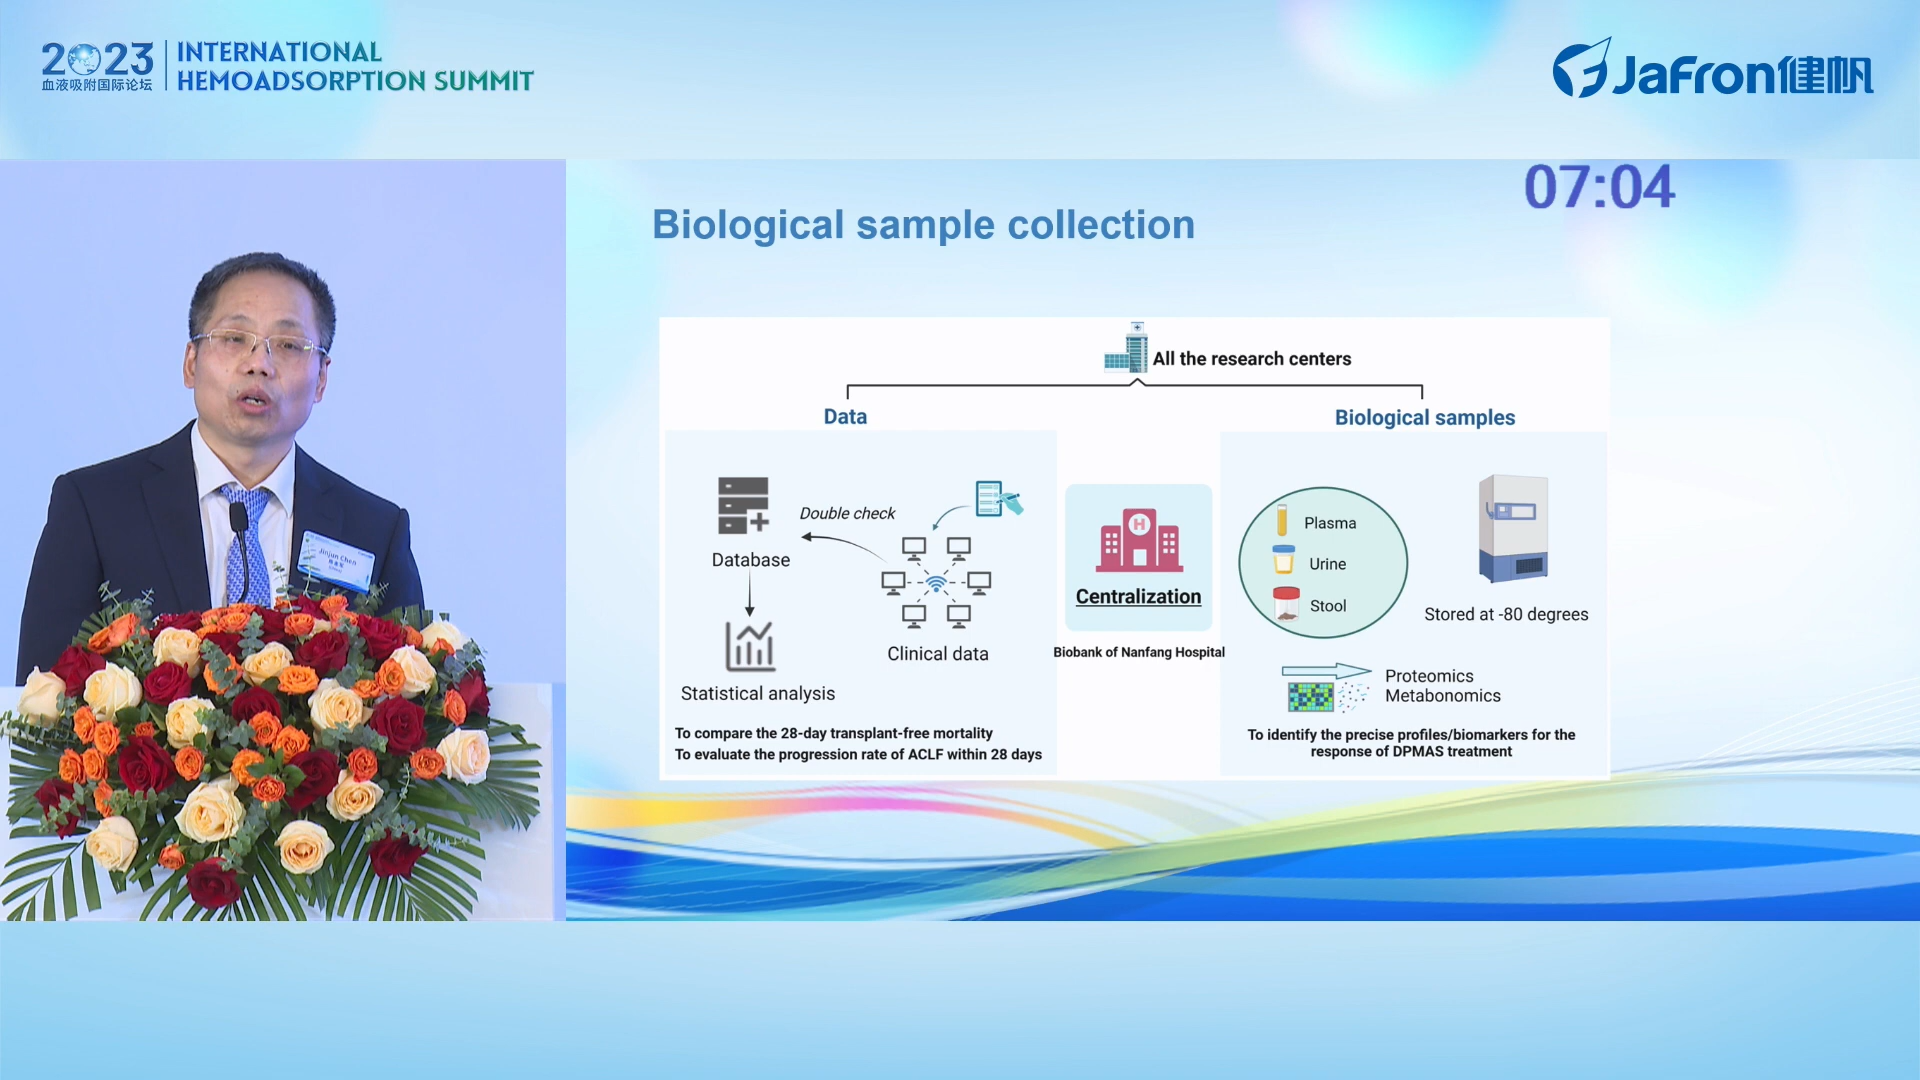 2023
血液吸附国际论坛
INTERNATIONAL
HEMOADSORPTION SUMMIT
JaFron健帆
07:04
Biological sample collection
All the research centers
Data
Biological samples
Double check
Database
Clinical data
Statistical analysis
To compare the 28-day transplant-free mortality
To evaluate the progression rate of ACLF within 28 days
H
Centralization
Biobank of Nanfang Hospital
Plasma
Urine
Stool
Stored at -80 degrees
Proteomics
Metabonomics
To identify the precise profiles/biomarkers for the
response of DPMAS treatment
Jinjun Chen